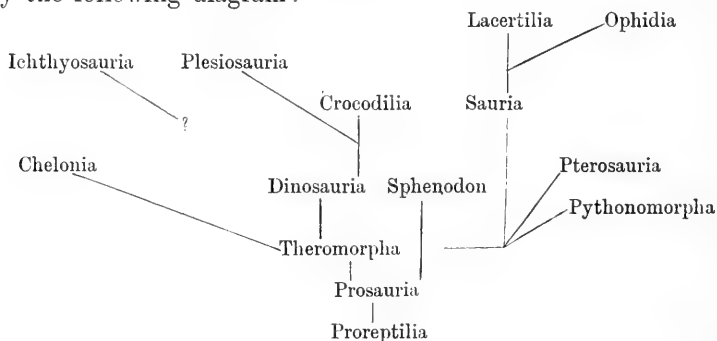 y the following diagram:
Lacertilia Ophidia
Ichthyosauria Plesiosauria
Crocodilia Sauria
?
Chelonia Pterosauria
Dinosauria Sphenodon
Pythonomorpha
Theromorpha
Prosauria
Proreptilia